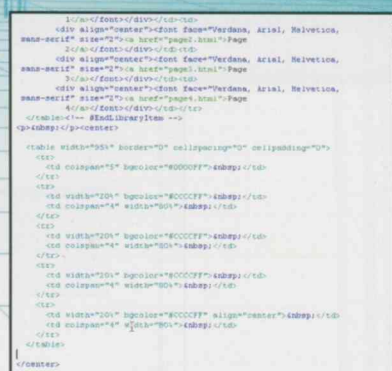 1</a></font></div></td><td>
<div align="center"><font face="Verdana, Arial, Helvetica,
sans-serif" size="2"><a href="page2.html">Page
2</a></font></div></td><td>
<div align="center"><font face="Verdana, Arial, Helvetica,
sans-serif" size="2"><a href="page3.html">Page
3</a></font></div></td><td>
<div align="center"><font face="Verdana, Arial, Helvetica,
sans-serif" size="2"><a href="page4.html">Page
4</a></font></div></td></tr>
</table><!-- #EndLibraryItem -->
<p>&nbsp;</p><center>
<table width="95%" border="0" cellspacing="0" cellpadding="0">
<tr>
<td colspan="5" bgcolor="#0000FF">&nbsp;</td>
</tr>
<tr>
<td width="20%" bgcolor="#CCCCFF">&nbsp;</td>
<td colspan="4" width="80%">&nbsp;</td>
</tr>
<tr>
<td width="20%" bgcolor="#CCCCFF">&nbsp;</td>
<td colspan="4" width="80%">&nbsp;</td>
</tr>
<tr>
<td width="20%" bgcolor="#CCCCFF">&nbsp;</td>
<td colspan="4" width="80%">&nbsp;</td>
</tr>
<tr>
<td width="20%" bgcolor="#CCCCFF" align="center">&nbsp;</td>
<td colspan="4" width="80%">&nbsp;</td>
</tr>
</table>
</center>